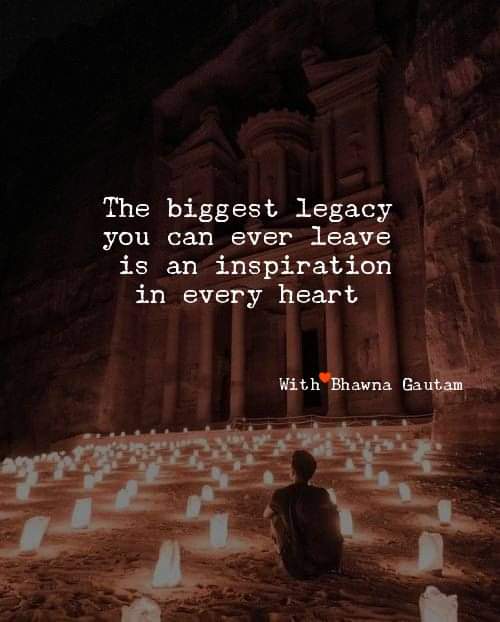 The biggest legacy
you can ever leave
is an inspiration
in every heart
With Bhawna Gautam